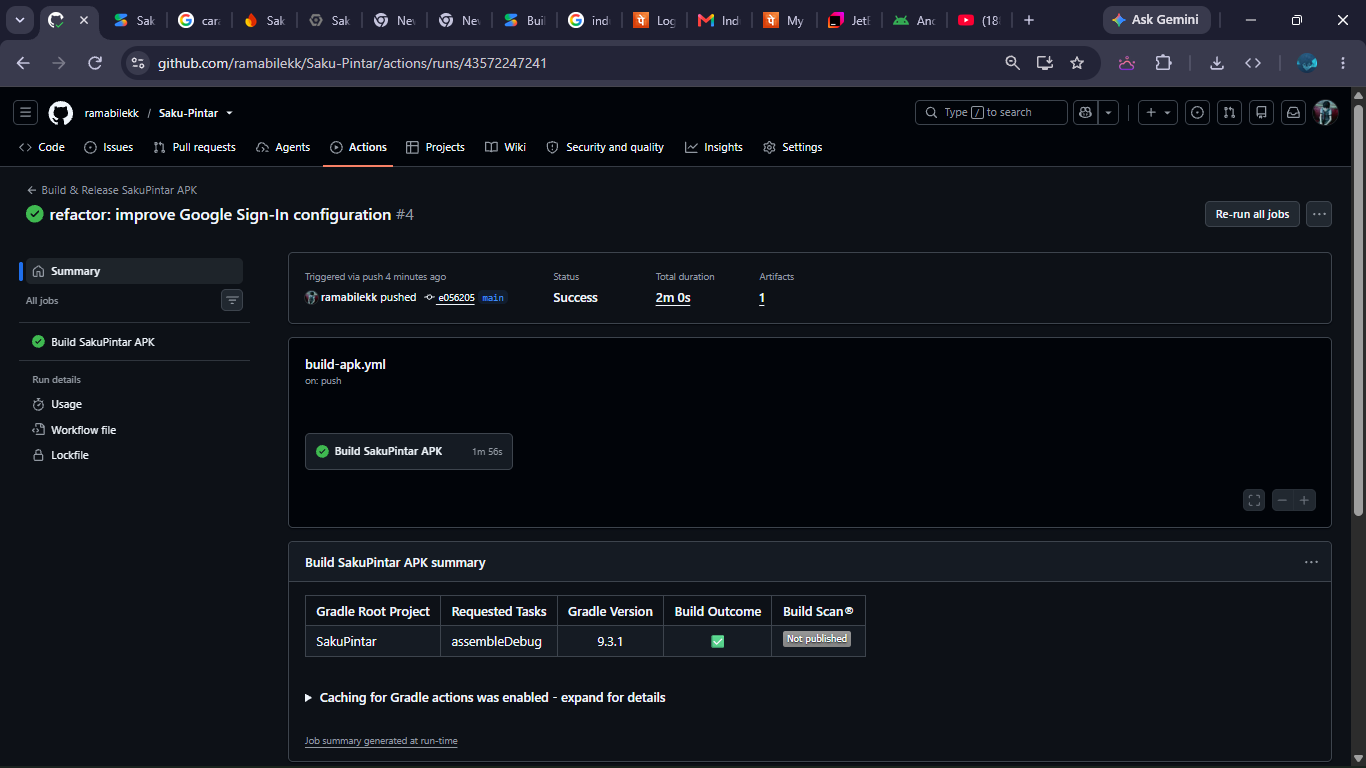 Sak
cara
Sak
Sak
Nev
Nev
Buil
ind
Log
Ind
My
JetB
And
(18
Ask Gemini
github.com/ramabilekk/Saku-Pintar/actions/runs/43572247241
ramabilekk / Saku-Pintar
Type / to search
Code
Issues
Pull requests
Agents
Actions
Projects
Wiki
Security and quality
Insights
Settings
← Build & Release SakuPintar APK
refactor: improve Google Sign-In configuration #4
Re-run all jobs
Summary
All jobs
Build SakuPintar APK
Run details
Usage
Workflow file
Lockfile
Triggered via push 4 minutes ago
ramabilekk pushed e056205 main
Status
Success
Total duration
2m 0s
Artifacts
1
build-apk.yml
on: push
Build SakuPintar APK 1m 56s
Build SakuPintar APK summary
Gradle Root Project Requested Tasks Gradle Version Build Outcome Build Scan®
SakuPintar assembleDebug 9.3.1 ✅ Not published
Caching for Gradle actions was enabled - expand for details
Job summary generated at run-time